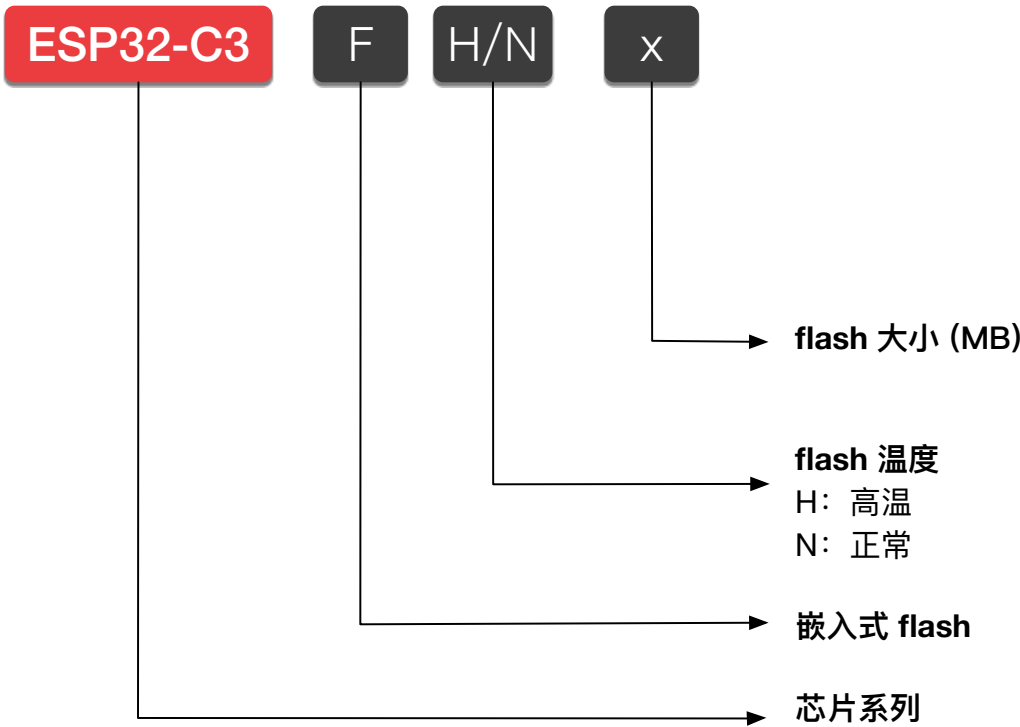 ESP32-C3 F H/N x
flash 大小 (MB)
flash 温度
H：高温
N：正常
嵌入式 flash
芯片系列